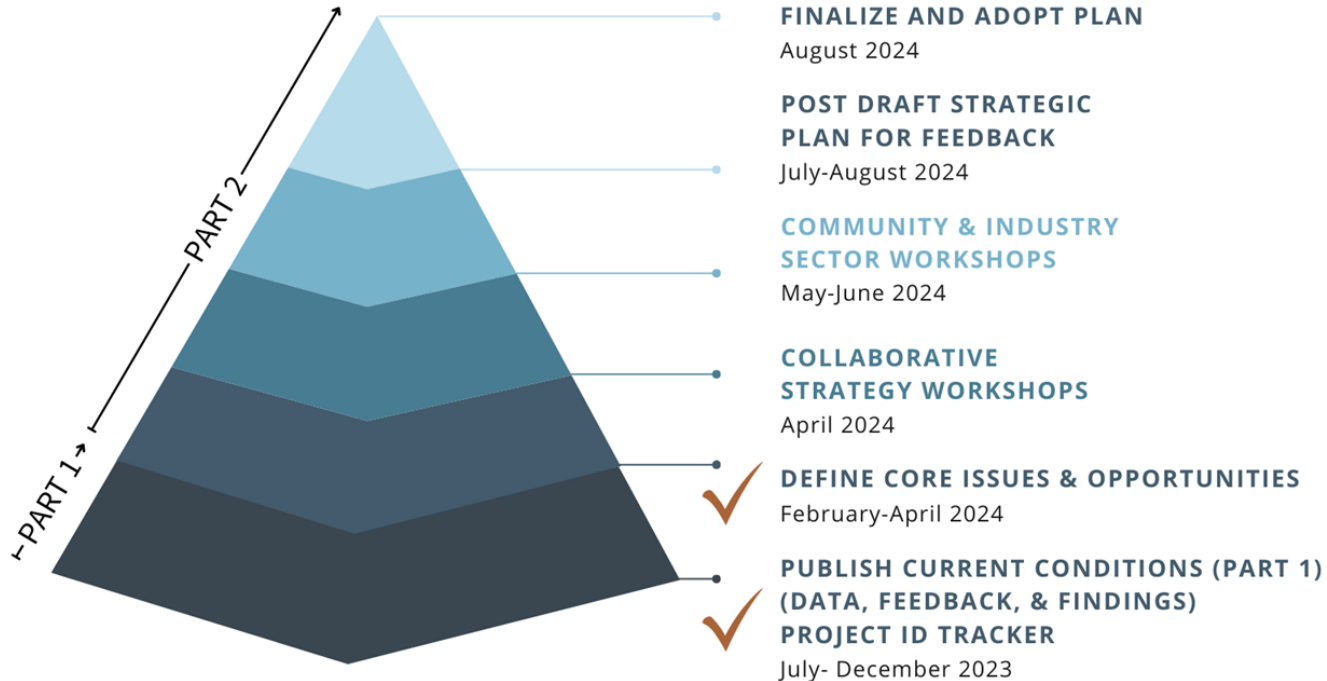 FINALIZE AND ADOPT PLAN
August 2024
POST DRAFT STRATEGIC
PLAN FOR FEEDBACK
July-August 2024
COMMUNITY & INDUSTRY
SECTOR WORKSHOPS
May-June 2024
COLLABORATIVE
STRATEGY WORKSHOPS
April 2024
DEFINE CORE ISSUES & OPPORTUNITIES
February-April 2024
PUBLISH CURRENT CONDITIONS (PART 1)
(DATA, FEEDBACK, & FINDINGS)
PROJECT ID TRACKER
July- December 2023
PART 2
PART 1